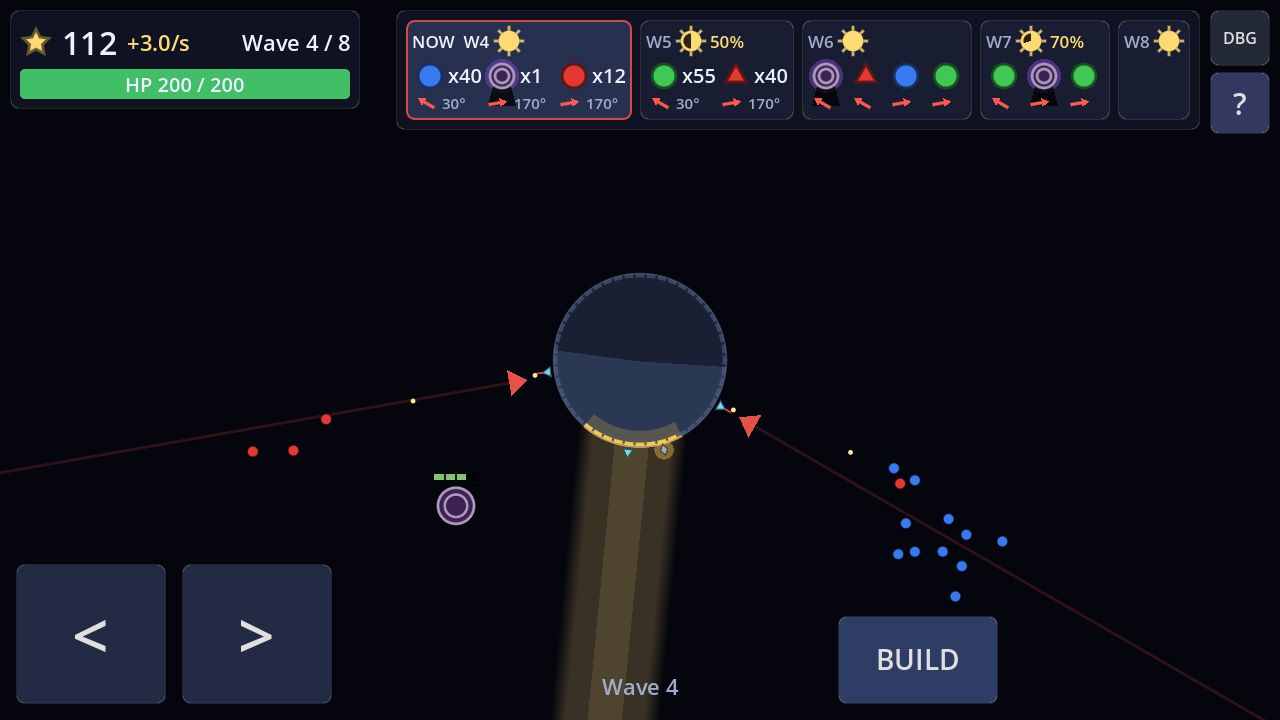 112 +3.0/s Wave 4 / 8
HP 200 / 200
NOW W4
x40 x1 x12
30° 170° 170°
W5 50%
x55 x40
30° 170°
W6
W7 70%
W8
DBG
?
< >
BUILD
Wave 4